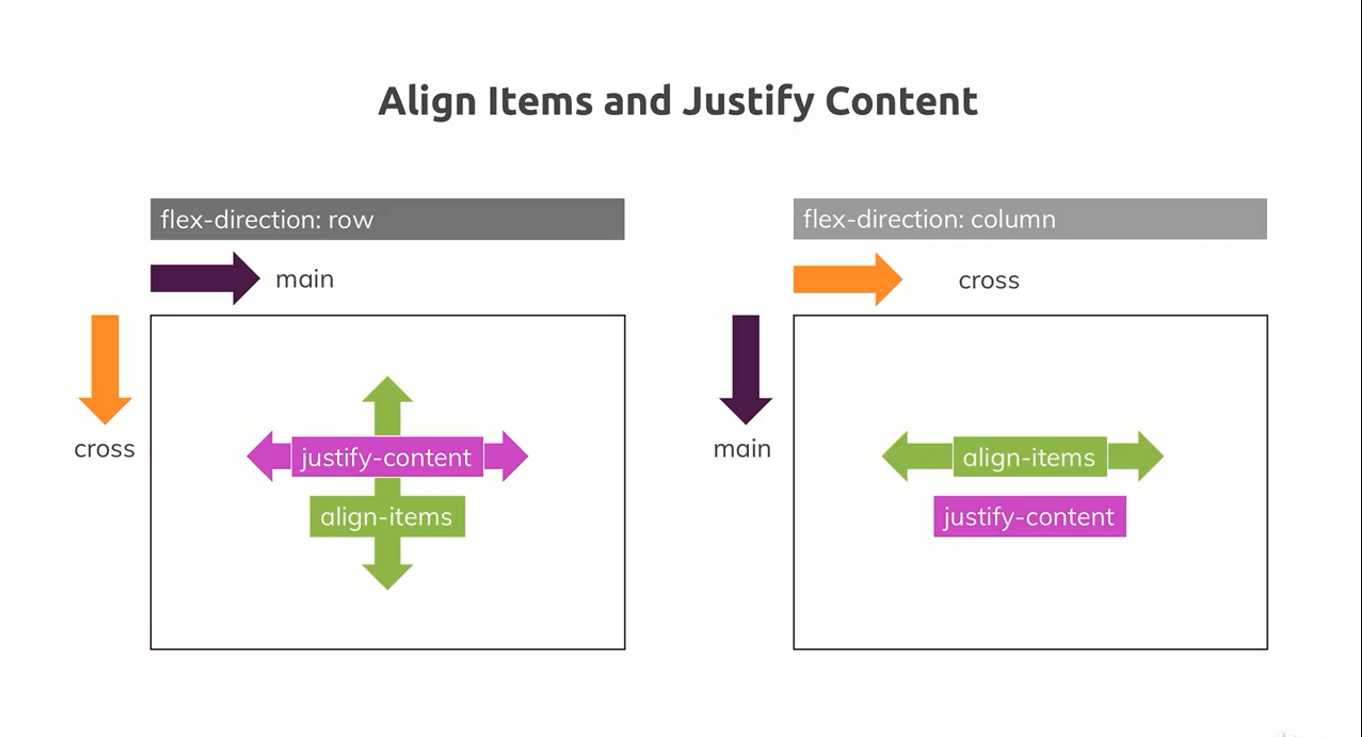 Align Items and Justify Content
flex-direction: row
main
cross
justify-content
align-items
flex-direction: column
cross
main
align-items
justify-content